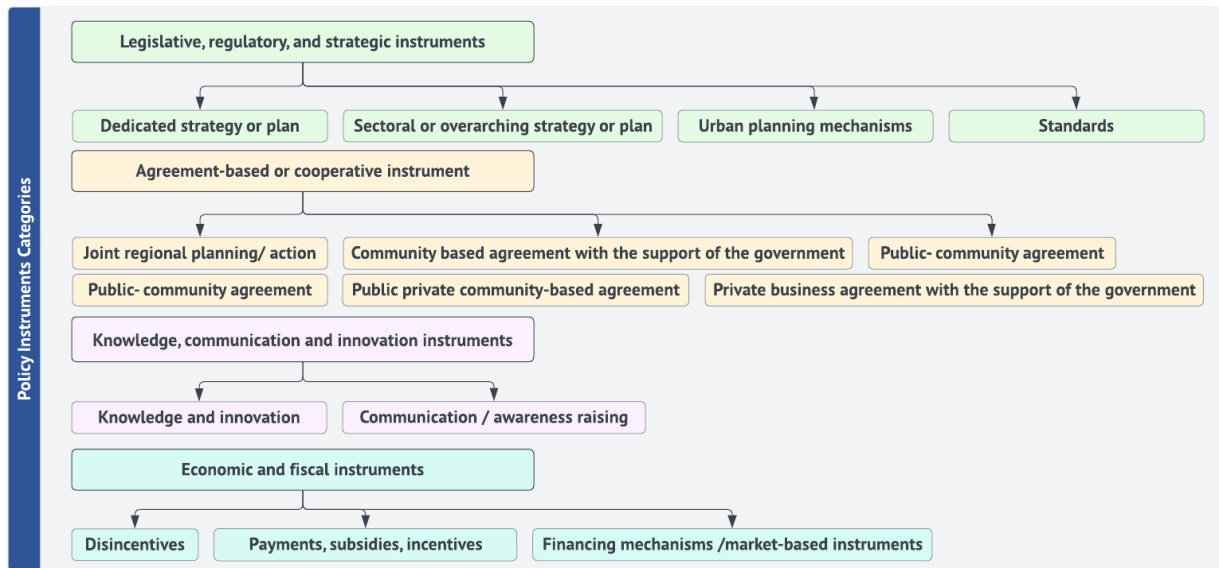 Policy Instruments Categories
Legislative, regulatory, and strategic instruments
Dedicated strategy or plan
Sectoral or overarching strategy or plan
Urban planning mechanisms
Standards
Agreement-based or cooperative instrument
Joint regional planning/ action
Community based agreement with the support of the government
Public- community agreement
Public- community agreement
Public private community-based agreement
Private business agreement with the support of the government
Knowledge, communication and innovation instruments
Knowledge and innovation
Communication / awareness raising
Economic and fiscal instruments
Disincentives
Payments, subsidies, incentives
Financing mechanisms /market-based instruments